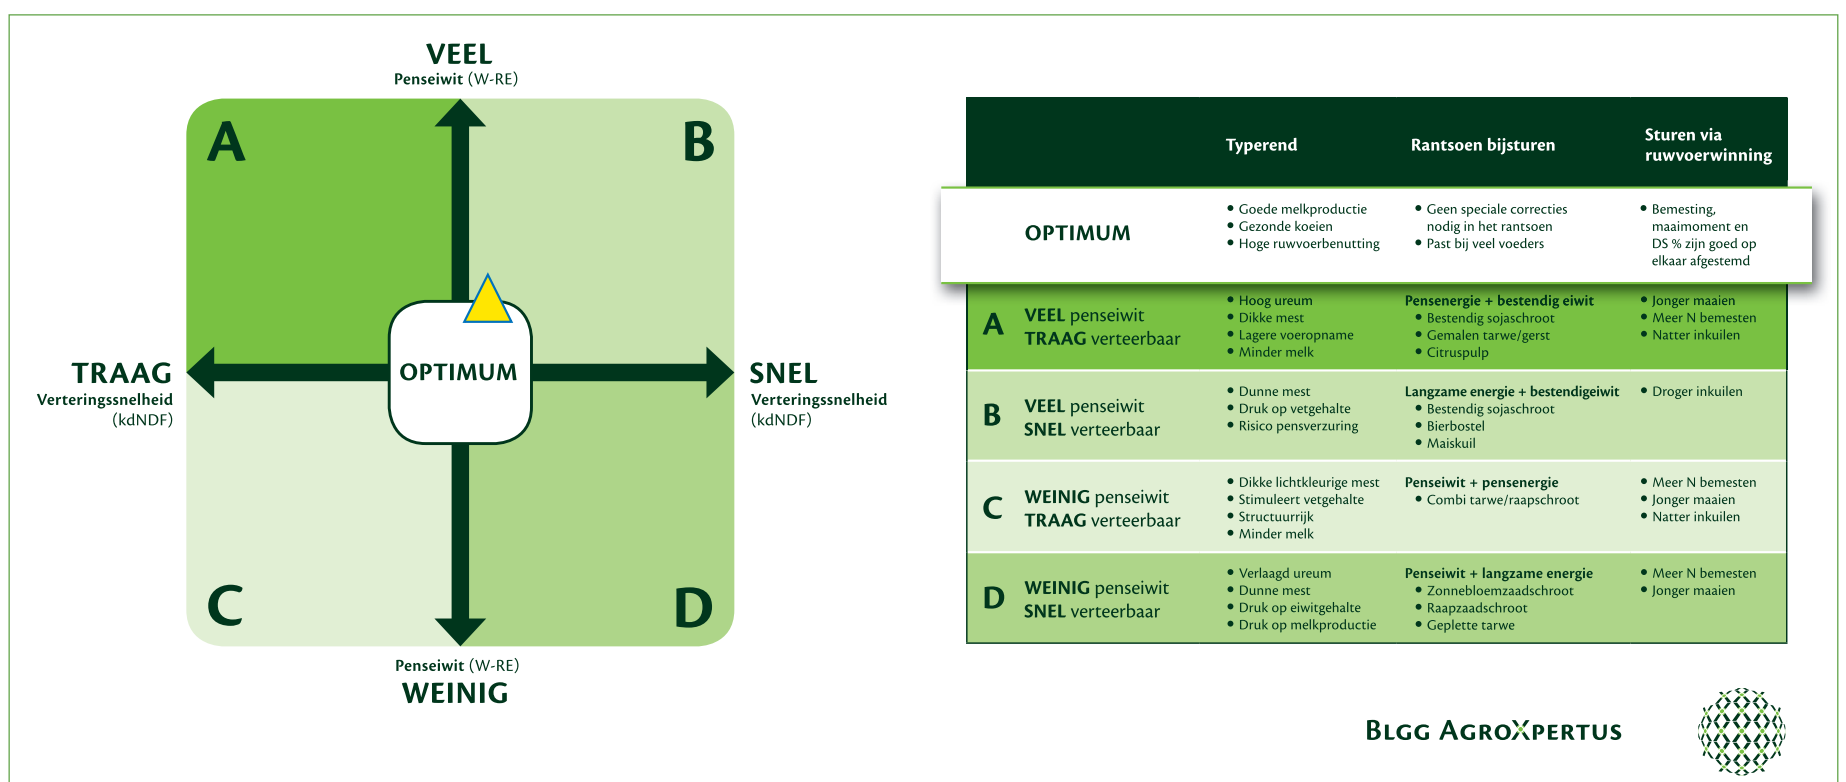 VEEL
Penseiwit (W-RE)
A
B
TRAAG
Verteringssnelheid
(kdNDF)
OPTIMUM
SNEL
Verteringssnelheid
(kdNDF)
C
D
Penseiwit (W-RE)
WEINIG
Typerend
Rantsoen bijsturen
Sturen via
ruwvoerwinning
OPTIMUM
• Goede melkproductie
• Gezonde koeien
• Hoge ruwvoerbenutting
• Geen speciale correcties
nodig in het rantsoen
• Past bij veel voeders
• Bemesting,
maaimoment en
DS % zijn goed op
elkaar afgestemd
A
VEEL penseiwit
TRAAG verteerbaar
• Hoog ureum
• Dikke mest
• Lagere voeropname
• Minder melk
Pensenergie + bestendig eiwit
• Bestendig sojaschroot
• Gemalen tarwe/gerst
• Citruspulp
• Jonger maaien
• Meer N bemesten
• Natter inkuilen
B
VEEL penseiwit
SNEL verteerbaar
• Dunne mest
• Druk op vetgehalte
• Risico pensverzuring
Langzame energie + bestendigeiwit
• Bestendig sojaschroot
• Bierbostel
• Maiskuil
• Droger inkuilen
C
WEINIG penseiwit
TRAAG verteerbaar
• Dikke lichtkleurige mest
• Stimuleert vetgehalte
• Structuurrijk
• Minder melk
Penseiwit + pensenergie
• Combi tarwe/raapschroot
• Meer N bemesten
• Jonger maaien
• Natter inkuilen
D
WEINIG penseiwit
SNEL verteerbaar
• Verlaagd ureum
• Dunne mest
• Druk op eiwitgehalte
• Druk op melkproductie
Penseiwit + langzame energie
• Zonnebloemzaadschroot
• Raapzaadschroot
• Geplette tarwe
• Meer N bemesten
• Jonger maaien
BLGG AGROXPERTUS